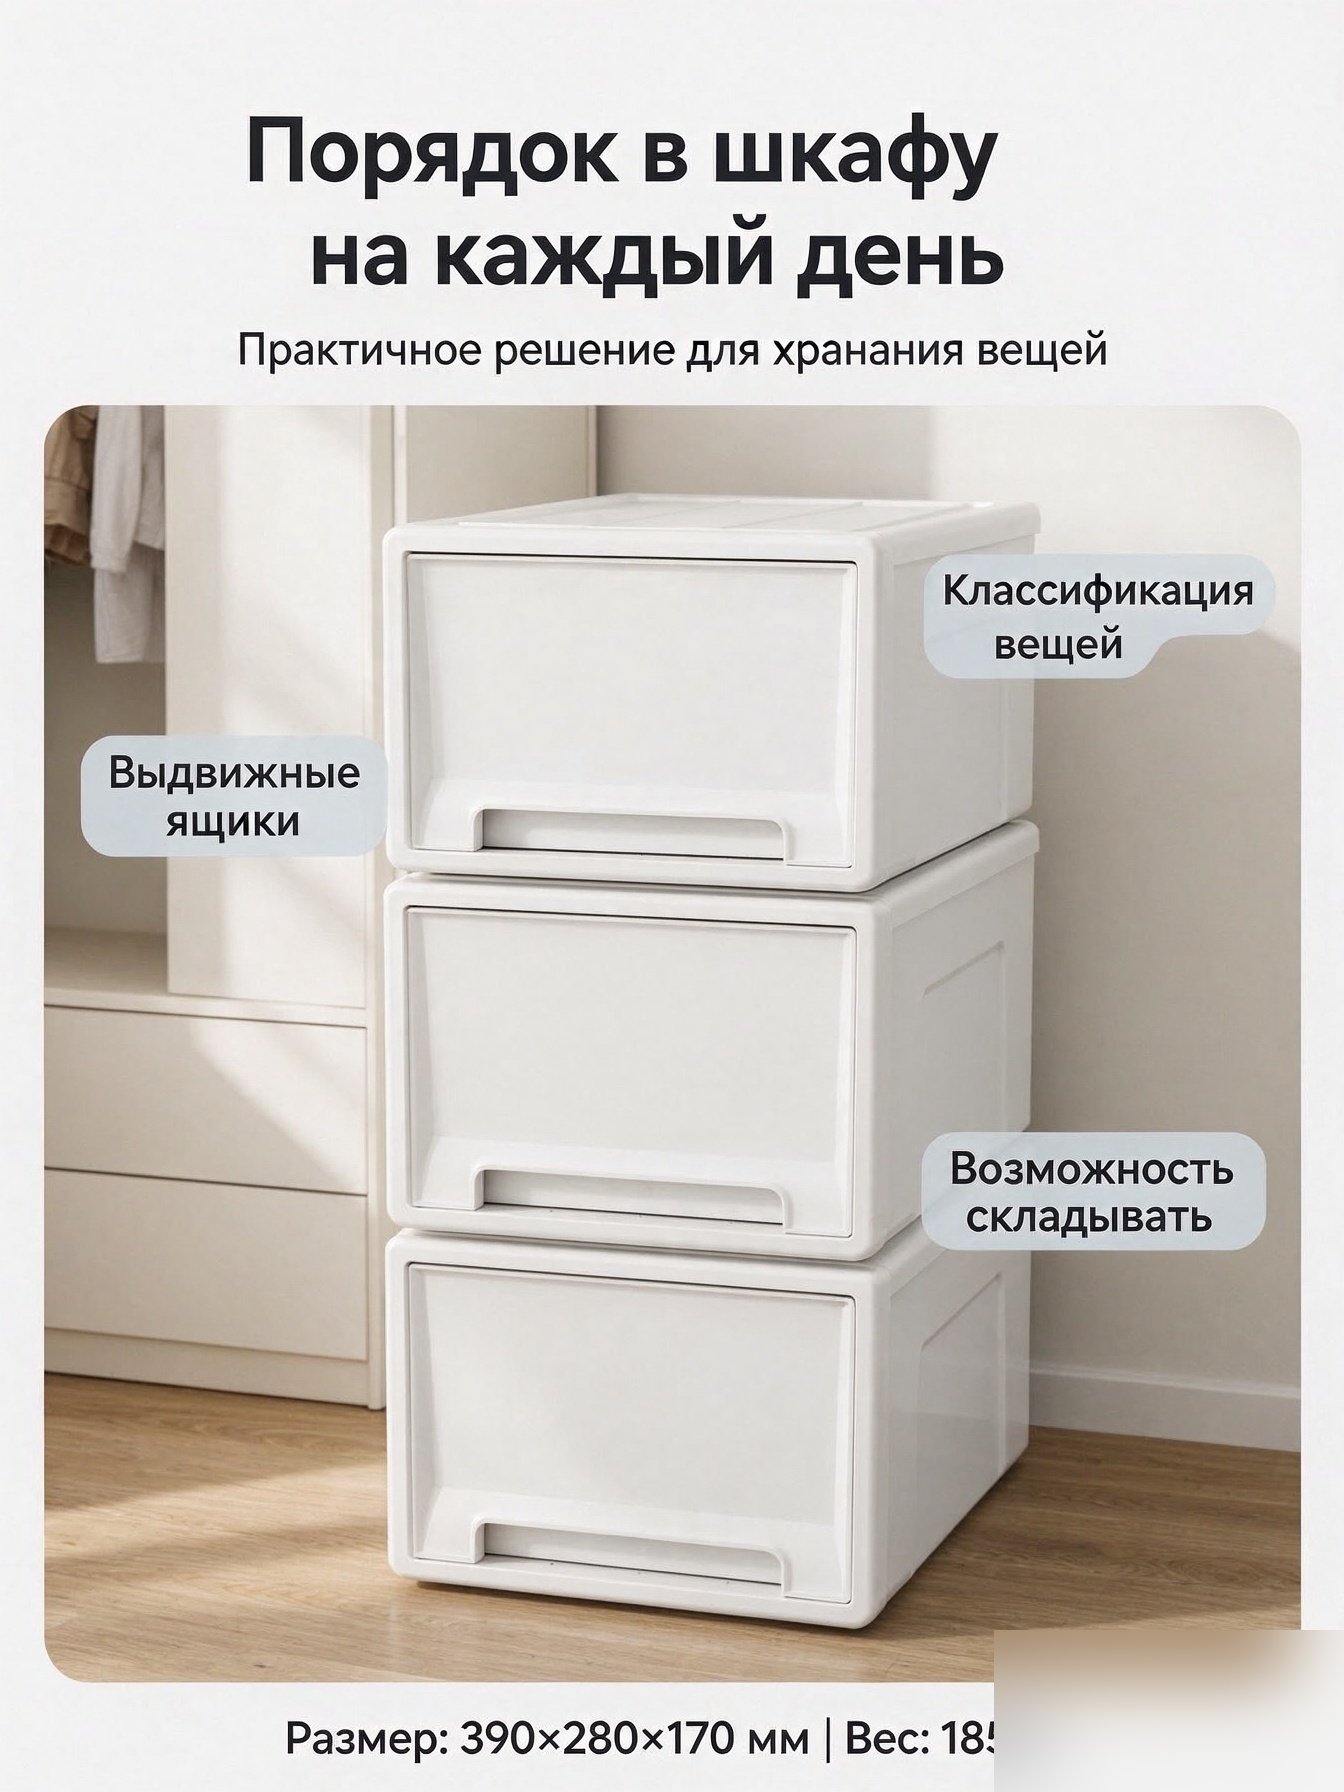 Порядок в шкафу
на каждый день
Практичное решение для хранания вещей
Классификация
вещей
Выдвижные
ящики
Возможность
складывать
Размер: 390×280×170 мм | Вес: